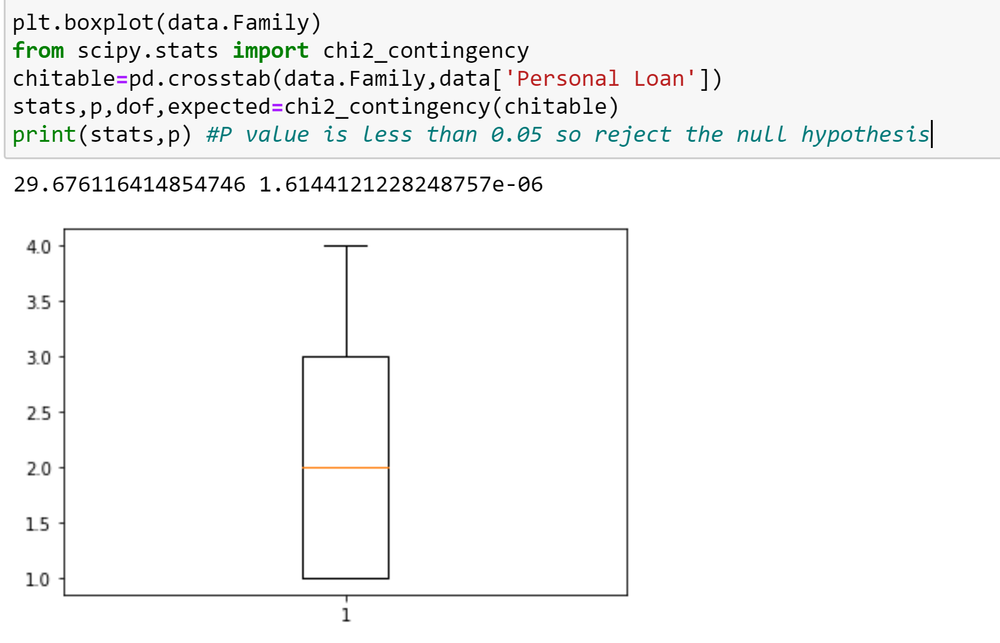 plt.boxplot(data.Family)
from scipy.stats import chi2_contingency
chitable=pd.crosstab(data.Family,data['Personal Loan'])
stats,p,dof,expected=chi2_contingency(chitable)
print(stats,p) #P value is less than 0.05 so reject the null hypothesis
29.676116414854746 1.6144121228248757e-06
4.0
3.5
3.0
2.5
2.0
1.5
1.0
1